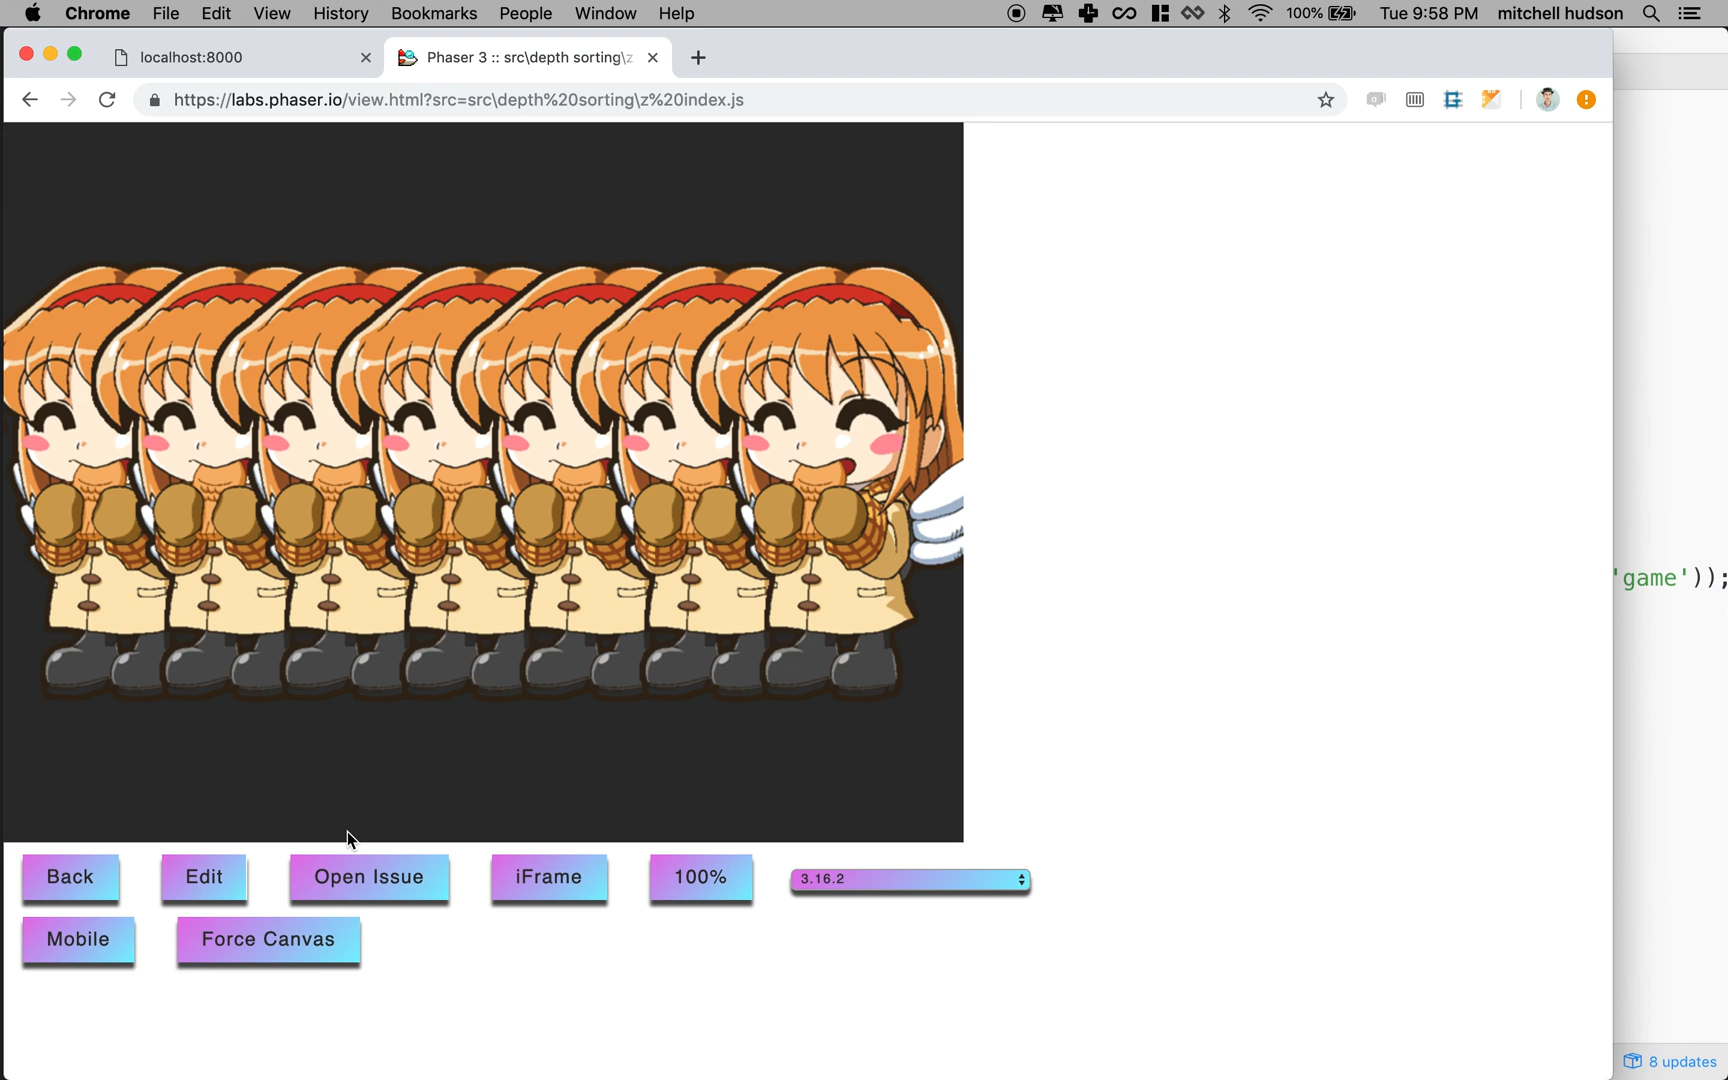 Chrome File Edit View History Bookmarks People Window Help 100% Tue 9:58 PM mitchell hudson
localhost:8000 Phaser 3 :: src\depth sorting\z
https://labs.phaser.io/view.html?src=src\depth%20sorting\z%20index.js
'game'));
Back Edit Open Issue iFrame 100% 3.16.2
Mobile Force Canvas
8 updates